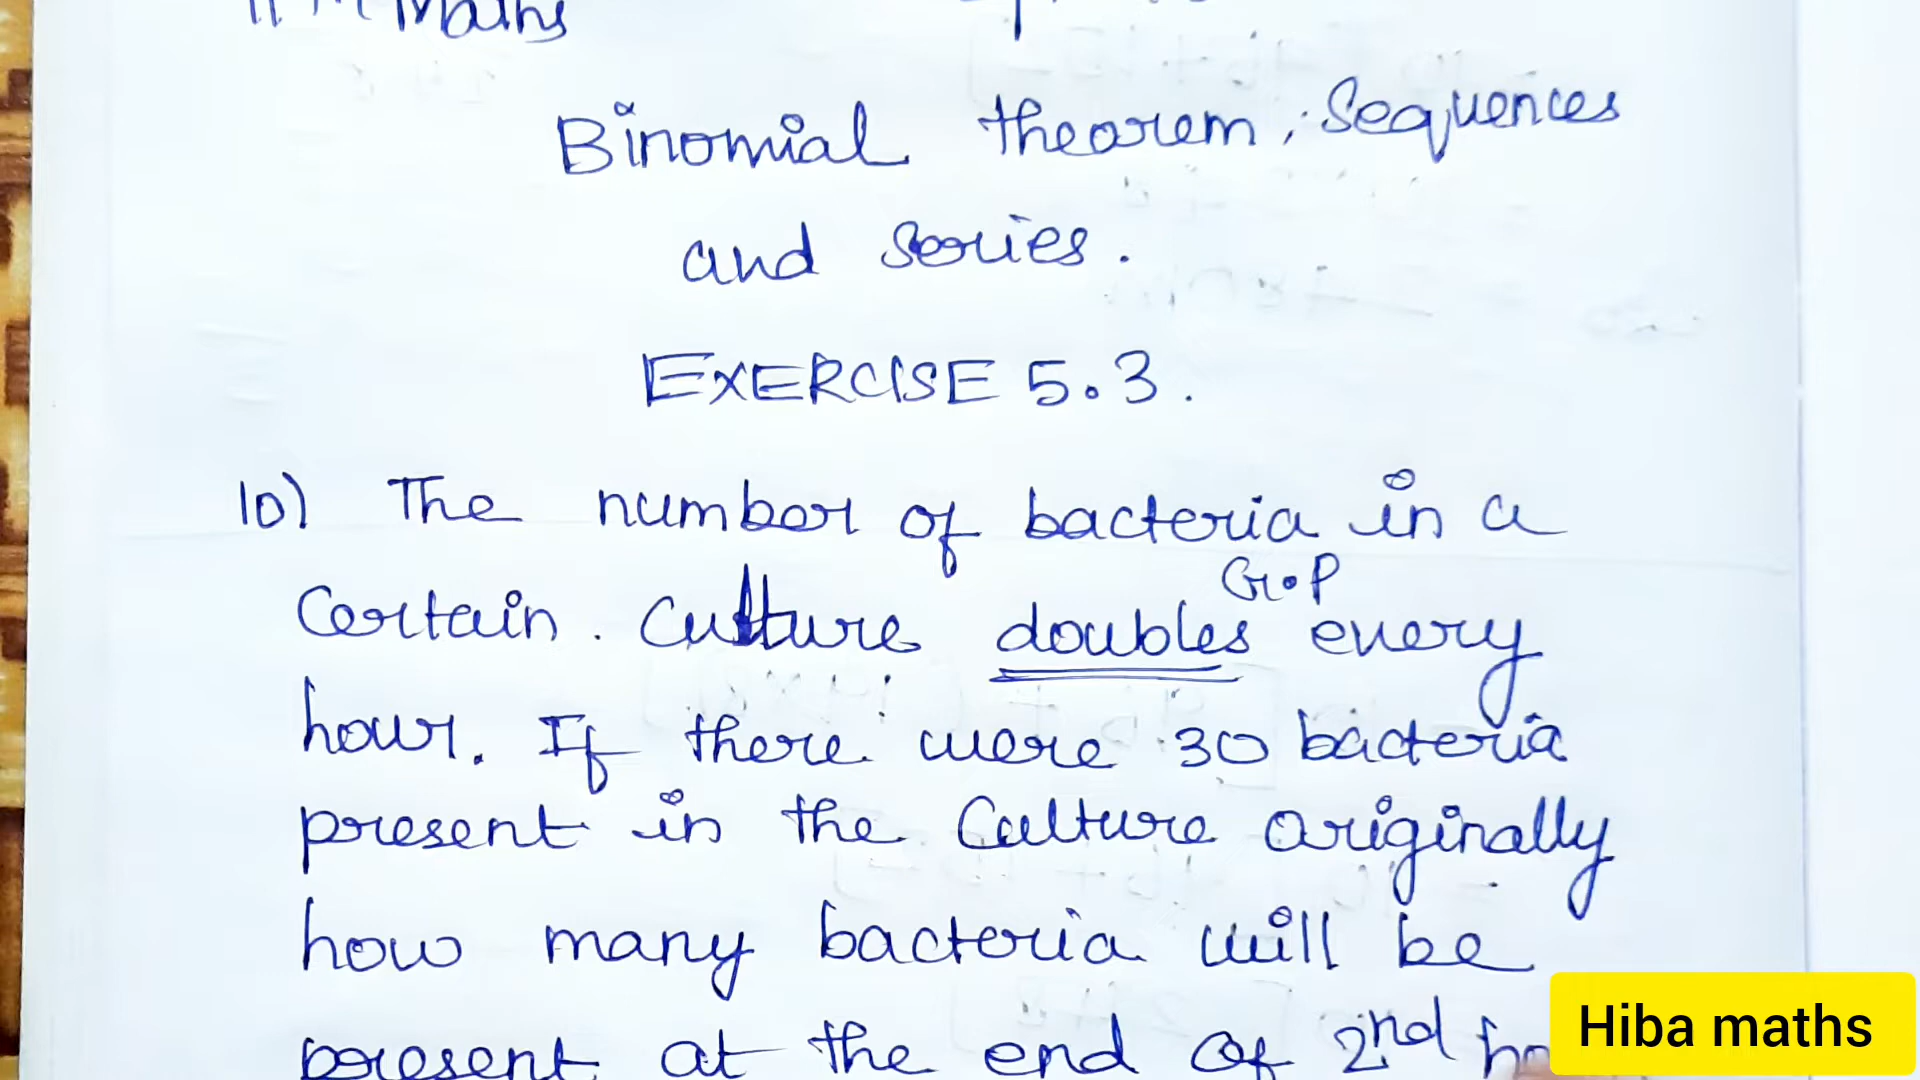 11th Maths
Binomial theorem, Sequences
and series.
EXERCISE 5.3.
10) The number of bacteria in a
G.P
Certain. Culture doubles every
hour. If there were 30 bacteria
present in the Culture originally
how many bacteria will be
present at the end of 2nd
Hiba maths